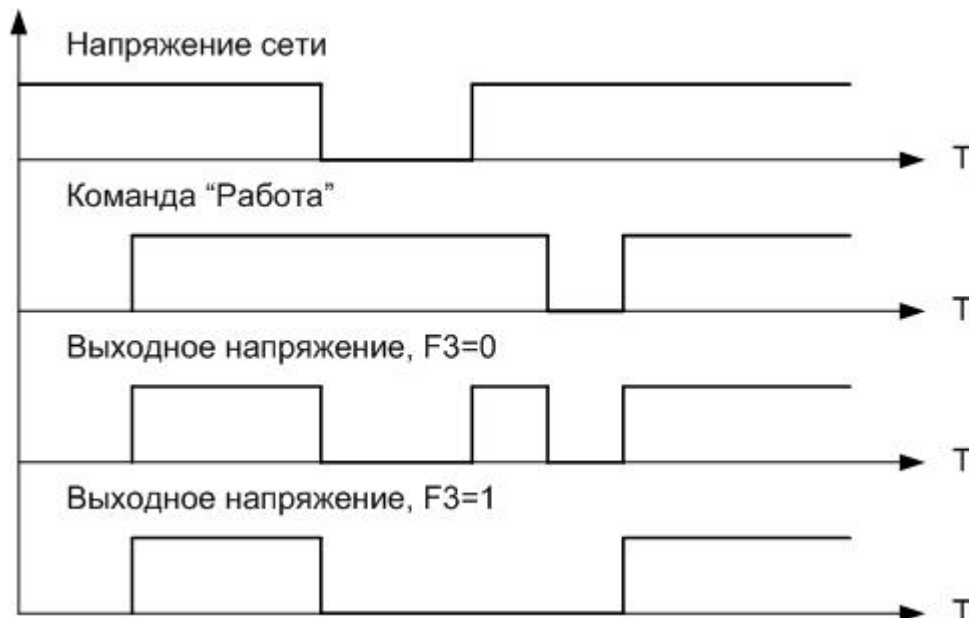 Напряжение сети
T
Команда “Работа”
T
Выходное напряжение, F3=0
T
Выходное напряжение, F3=1
T